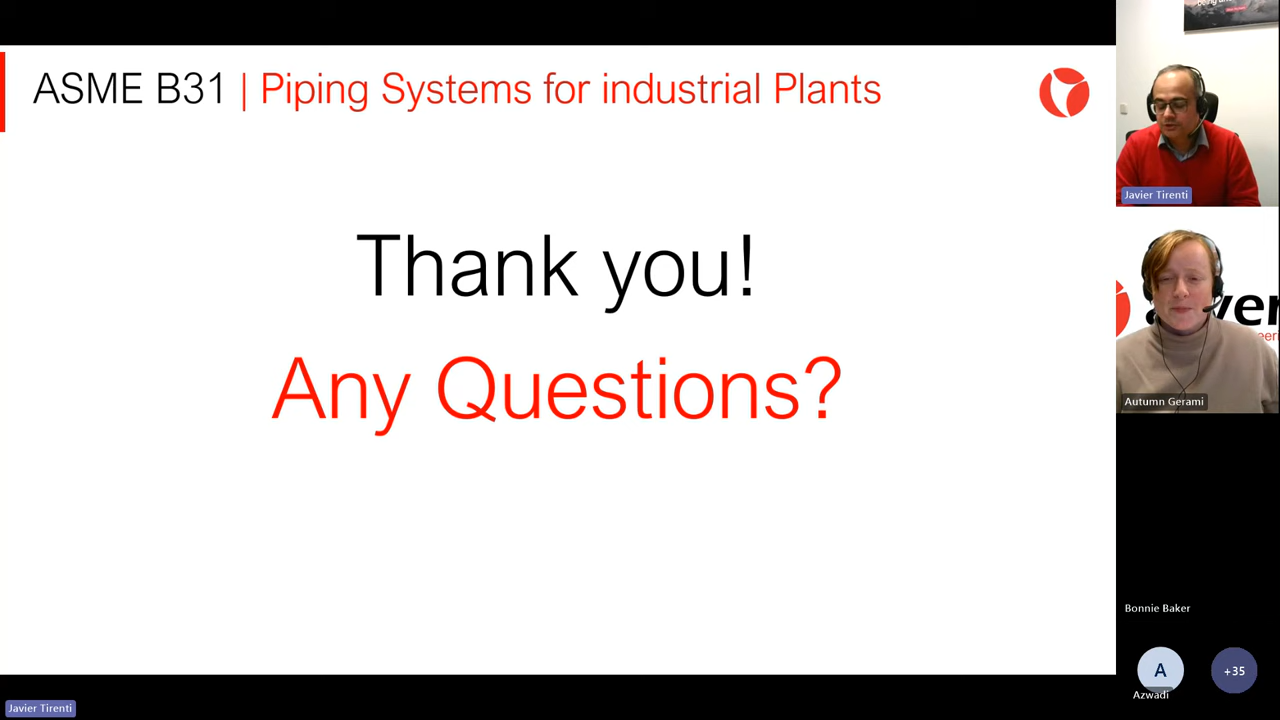 ASME B31 | Piping Systems for industrial Plants
Thank you!
Any Questions?
Javier Tirenti
Autumn Gerami
Bonnie Baker
A
Azwadi
+35
Javier Tirenti